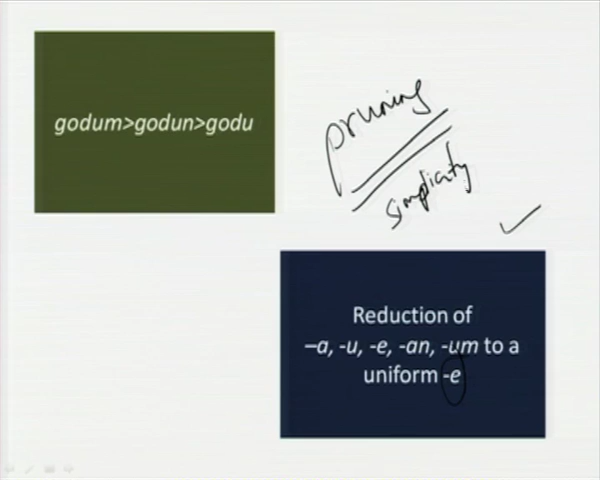 godum>godun>godu
pruning
simplicity
Reduction of
–a, -u, -e, -an, -um to a
uniform -e